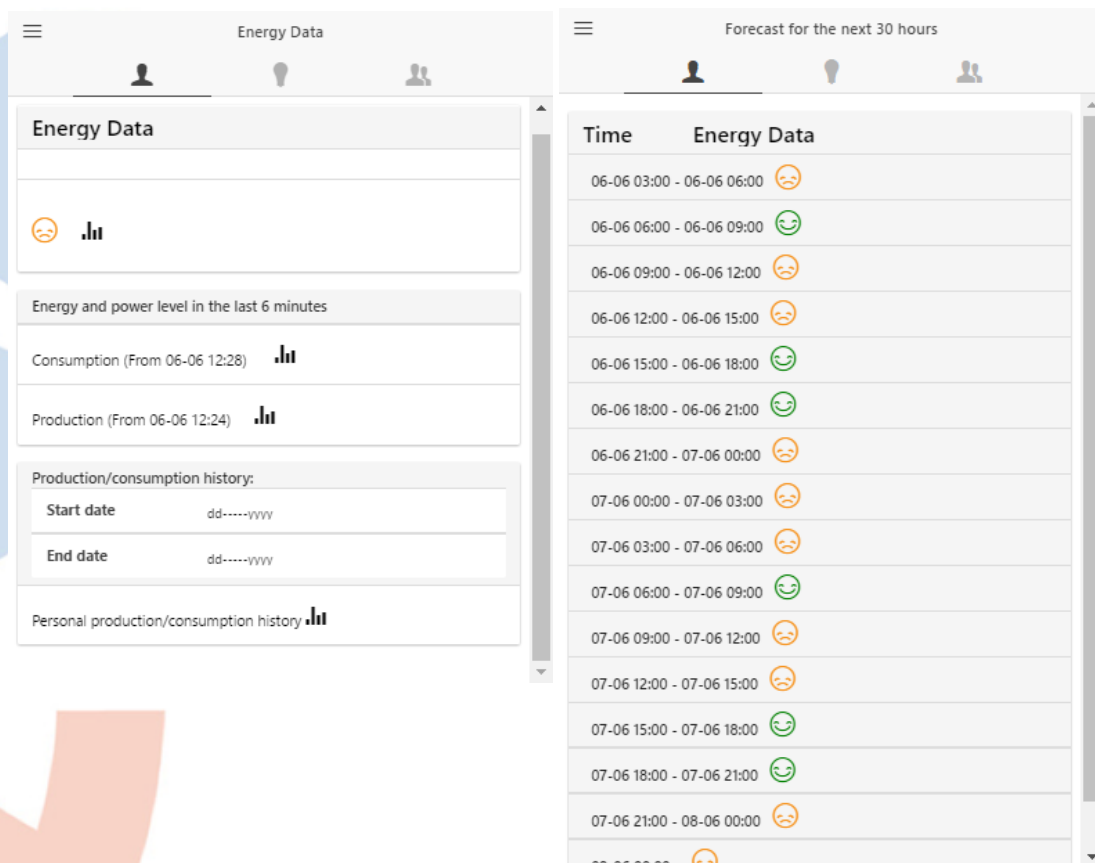 Energy Data
Energy Data
Energy and power level in the last 6 minutes
Consumption (From 06-06 12:28)
Production (From 06-06 12:24)
Production/consumption history:
Start date dd-----yyyy
End date dd-----yyyy
Personal production/consumption history
Forecast for the next 30 hours
Time Energy Data
06-06 03:00 - 06-06 06:00
06-06 06:00 - 06-06 09:00
06-06 09:00 - 06-06 12:00
06-06 12:00 - 06-06 15:00
06-06 15:00 - 06-06 18:00
06-06 18:00 - 06-06 21:00
06-06 21:00 - 07-06 00:00
07-06 00:00 - 07-06 03:00
07-06 03:00 - 07-06 06:00
07-06 06:00 - 07-06 09:00
07-06 09:00 - 07-06 12:00
07-06 12:00 - 07-06 15:00
07-06 15:00 - 07-06 18:00
07-06 18:00 - 07-06 21:00
07-06 21:00 - 08-06 00:00